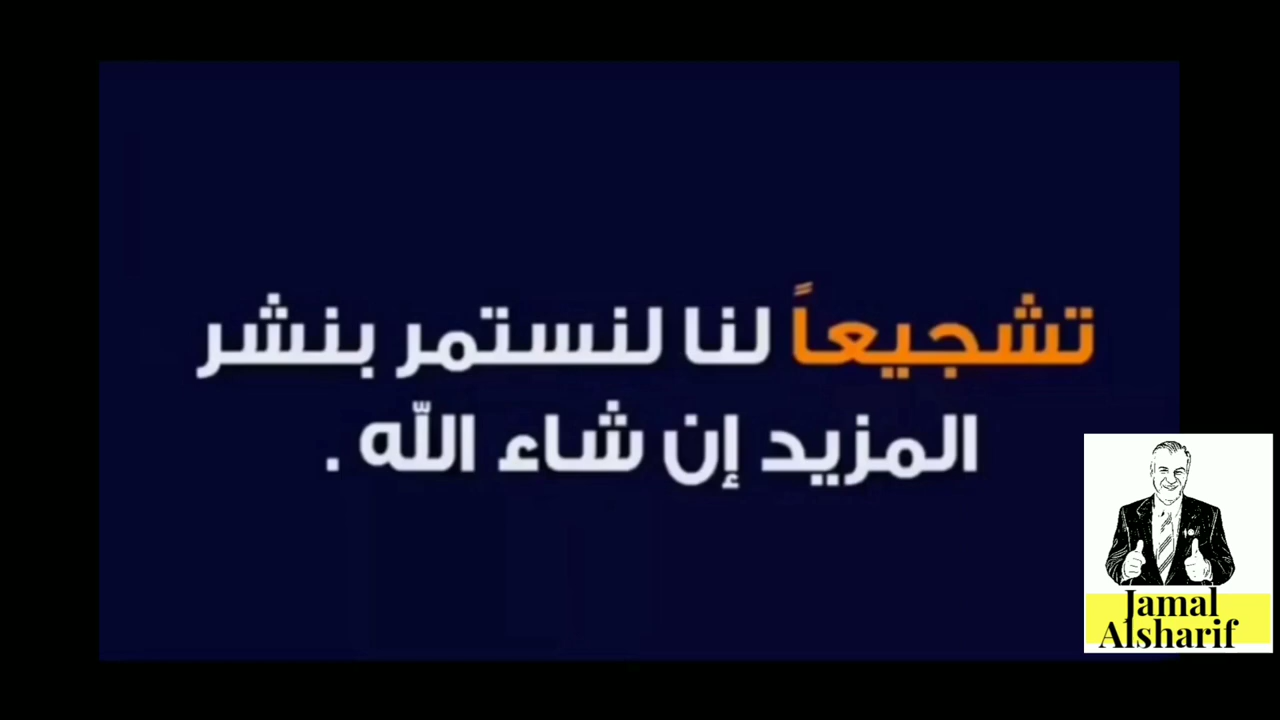 تشجيعاً لنا لنستمر بنشر
المزيد إن شاء الله .
Jamal
Alsharif